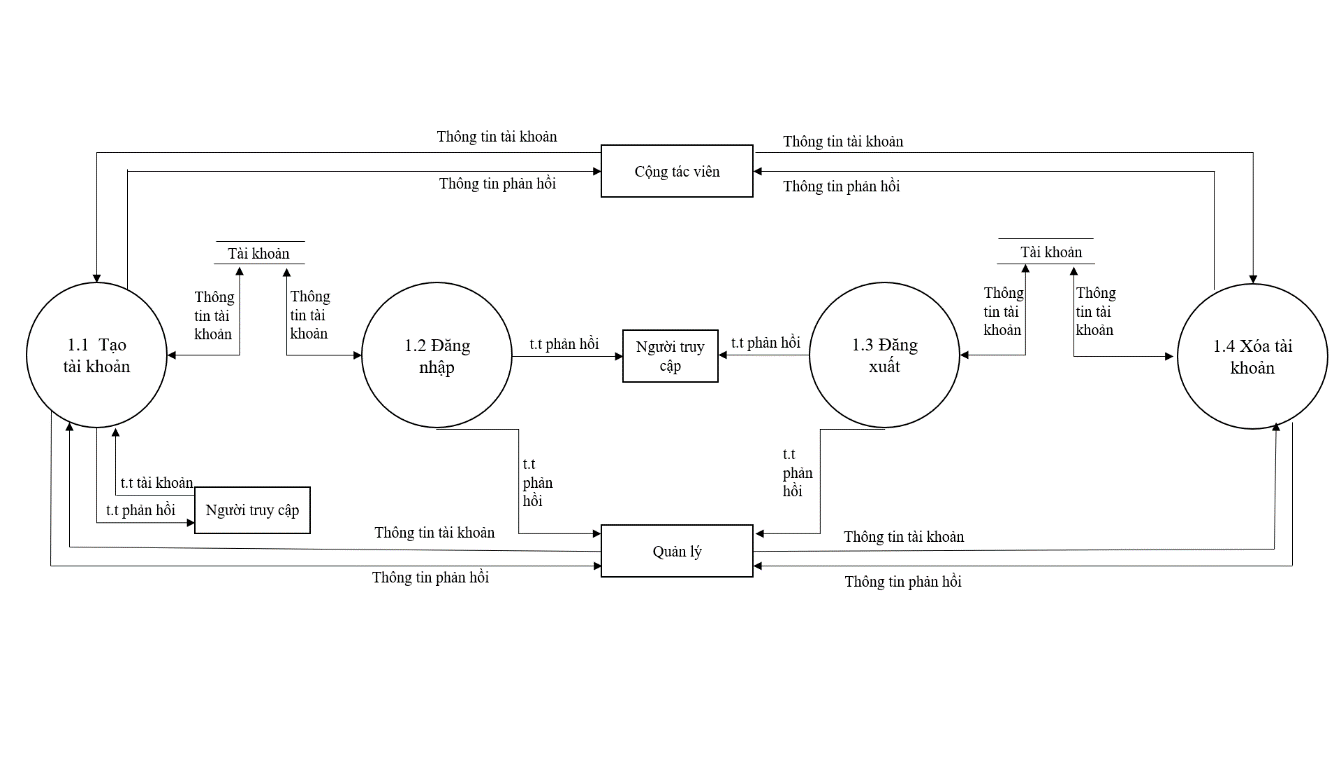 Thông tin tài khoản
Thông tin tài khoản
Cộng tác viên
Thông tin phản hồi
Thông tin phản hồi
Tài khoản
Tài khoản
Thông
tin tài
khoản
Thông
tin tài
khoản
Thông
tin tài
khoản
Thông
tin tài
khoản
1.1 Tạo
tài khoản
1.2 Đăng
nhập
t.t phản hồi
Người truy
cập
t.t phản hồi
1.3 Đăng
xuất
1.4 Xóa tài
khoản
t.t
phản
hồi
t.t
phản
hồi
t.t tài khoản
t.t phản hồi
Người truy cập
Thông tin tài khoản
Quản lý
Thông tin tài khoản
Thông tin phản hồi
Thông tin phản hồi